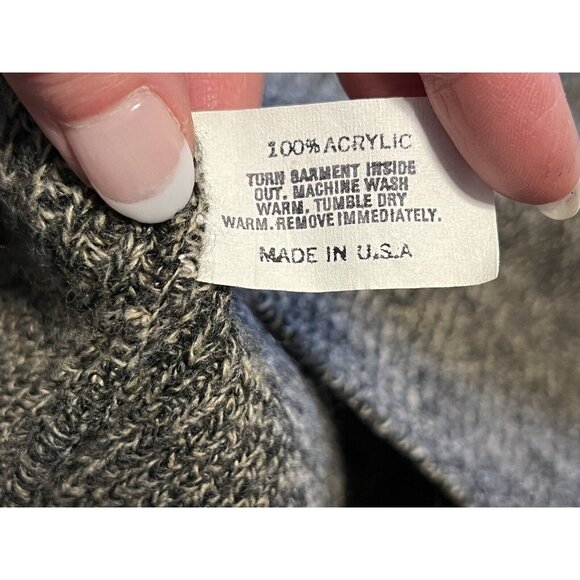 100% ACRYLIC
TURN GARMENT INSIDE
OUT. MACHINE WASH
WARM. TUMBLE DRY
WARM. REMOVE IMMEDIATELY.
MADE IN U.S.A